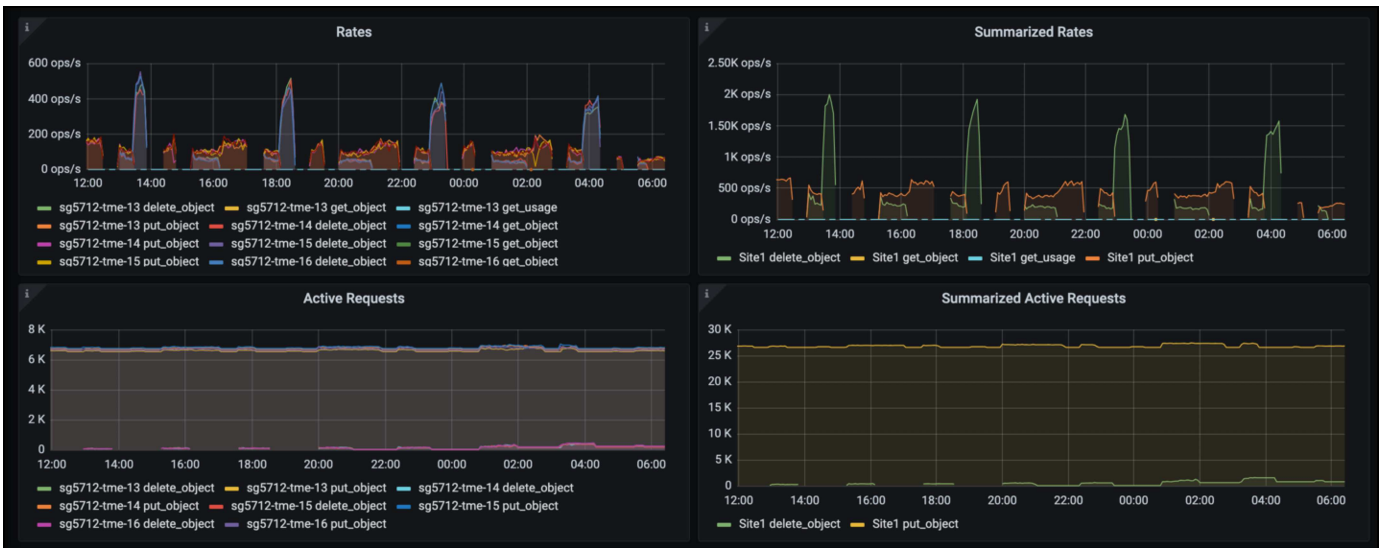 Rates
600 ops/s
400 ops/s
200 ops/s
0 ops/s
12:00 14:00 16:00 18:00 20:00 22:00 00:00 02:00 04:00 06:00
sg5712-tme-13 delete_object sg5712-tme-13 get_object sg5712-tme-13 get_usage
sg5712-tme-13 put_object sg5712-tme-14 delete_object sg5712-tme-14 get_object
sg5712-tme-14 put_object sg5712-tme-15 delete_object sg5712-tme-15 get_object
sg5712-tme-15 put_object sg5712-tme-16 delete_object sg5712-tme-16 get_object
Summarized Rates
2.50K ops/s
2K ops/s
1.50K ops/s
1K ops/s
500 ops/s
0 ops/s
12:00 14:00 16:00 18:00 20:00 22:00 00:00 02:00 04:00 06:00
Site1 delete_object Site1 get_object Site1 get_usage Site1 put_object
Active Requests
8 K
6 K
4 K
2 K
0
12:00 14:00 16:00 18:00 20:00 22:00 00:00 02:00 04:00 06:00
sg5712-tme-13 delete_object sg5712-tme-13 put_object sg5712-tme-14 delete_object
sg5712-tme-14 put_object sg5712-tme-15 delete_object sg5712-tme-15 put_object
sg5712-tme-16 delete_object sg5712-tme-16 put_object
Summarized Active Requests
30 K
25 K
20 K
15 K
10 K
5 K
0
12:00 14:00 16:00 18:00 20:00 22:00 00:00 02:00 04:00 06:00
Site1 delete_object Site1 put_object